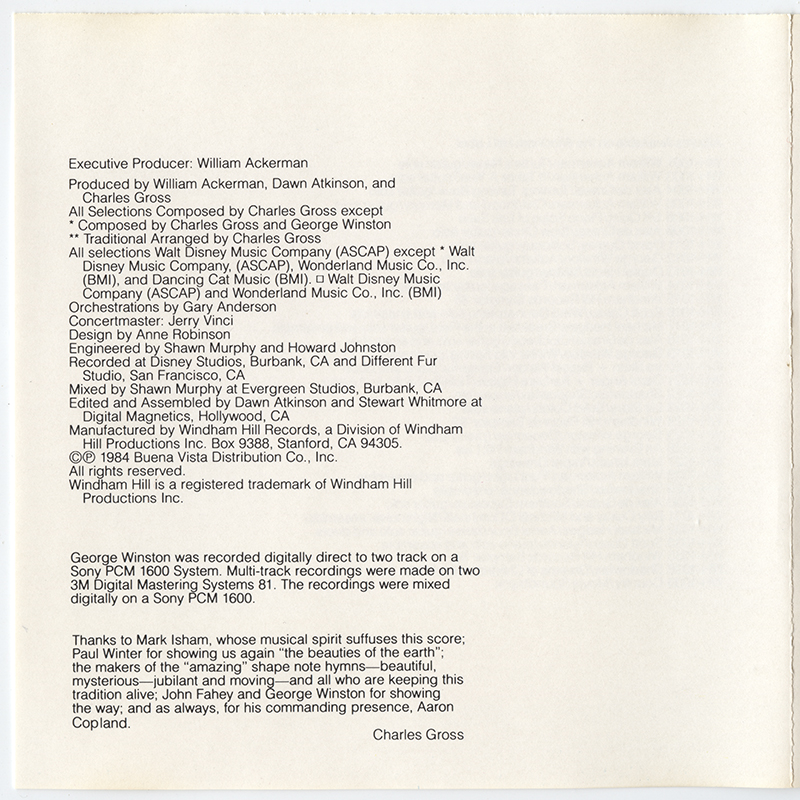 Executive Producer: William Ackerman
Produced by William Ackerman, Dawn Atkinson, and
Charles Gross
All Selections Composed by Charles Gross except
* Composed by Charles Gross and George Winston
** Traditional Arranged by Charles Gross
All selections Walt Disney Music Company (ASCAP) except * Walt
Disney Music Company, (ASCAP), Wonderland Music Co., Inc.
(BMI), and Dancing Cat Music (BMI). □ Walt Disney Music
Company (ASCAP) and Wonderland Music Co., Inc. (BMI)
Orchestrations by Gary Anderson
Concertmaster: Jerry Vinci
Design by Anne Robinson
Engineered by Shawn Murphy and Howard Johnston
Recorded at Disney Studios, Burbank, CA and Different Fur
Studio, San Francisco, CA
Mixed by Shawn Murphy at Evergreen Studios, Burbank, CA
Edited and Assembled by Dawn Atkinson and Stewart Whitmore at
Digital Magnetics, Hollywood, CA
Manufactured by Windham Hill Records, a Division of Windham
Hill Productions Inc. Box 9388, Stanford, CA 94305.
©℗ 1984 Buena Vista Distribution Co., Inc.
All rights reserved.
Windham Hill is a registered trademark of Windham Hill
Productions Inc.
George Winston was recorded digitally direct to two track on a
Sony PCM 1600 System. Multi-track recordings were made on two
3M Digital Mastering Systems 81. The recordings were mixed
digitally on a Sony PCM 1600.
Thanks to Mark Isham, whose musical spirit suffuses this score;
Paul Winter for showing us again “the beauties of the earth”;
the makers of the “amazing” shape note hymns—beautiful,
mysterious—jubilant and moving—and all who are keeping this
tradition alive; John Fahey and George Winston for showing
the way; and as always, for his commanding presence, Aaron
Copland.
Charles Gross